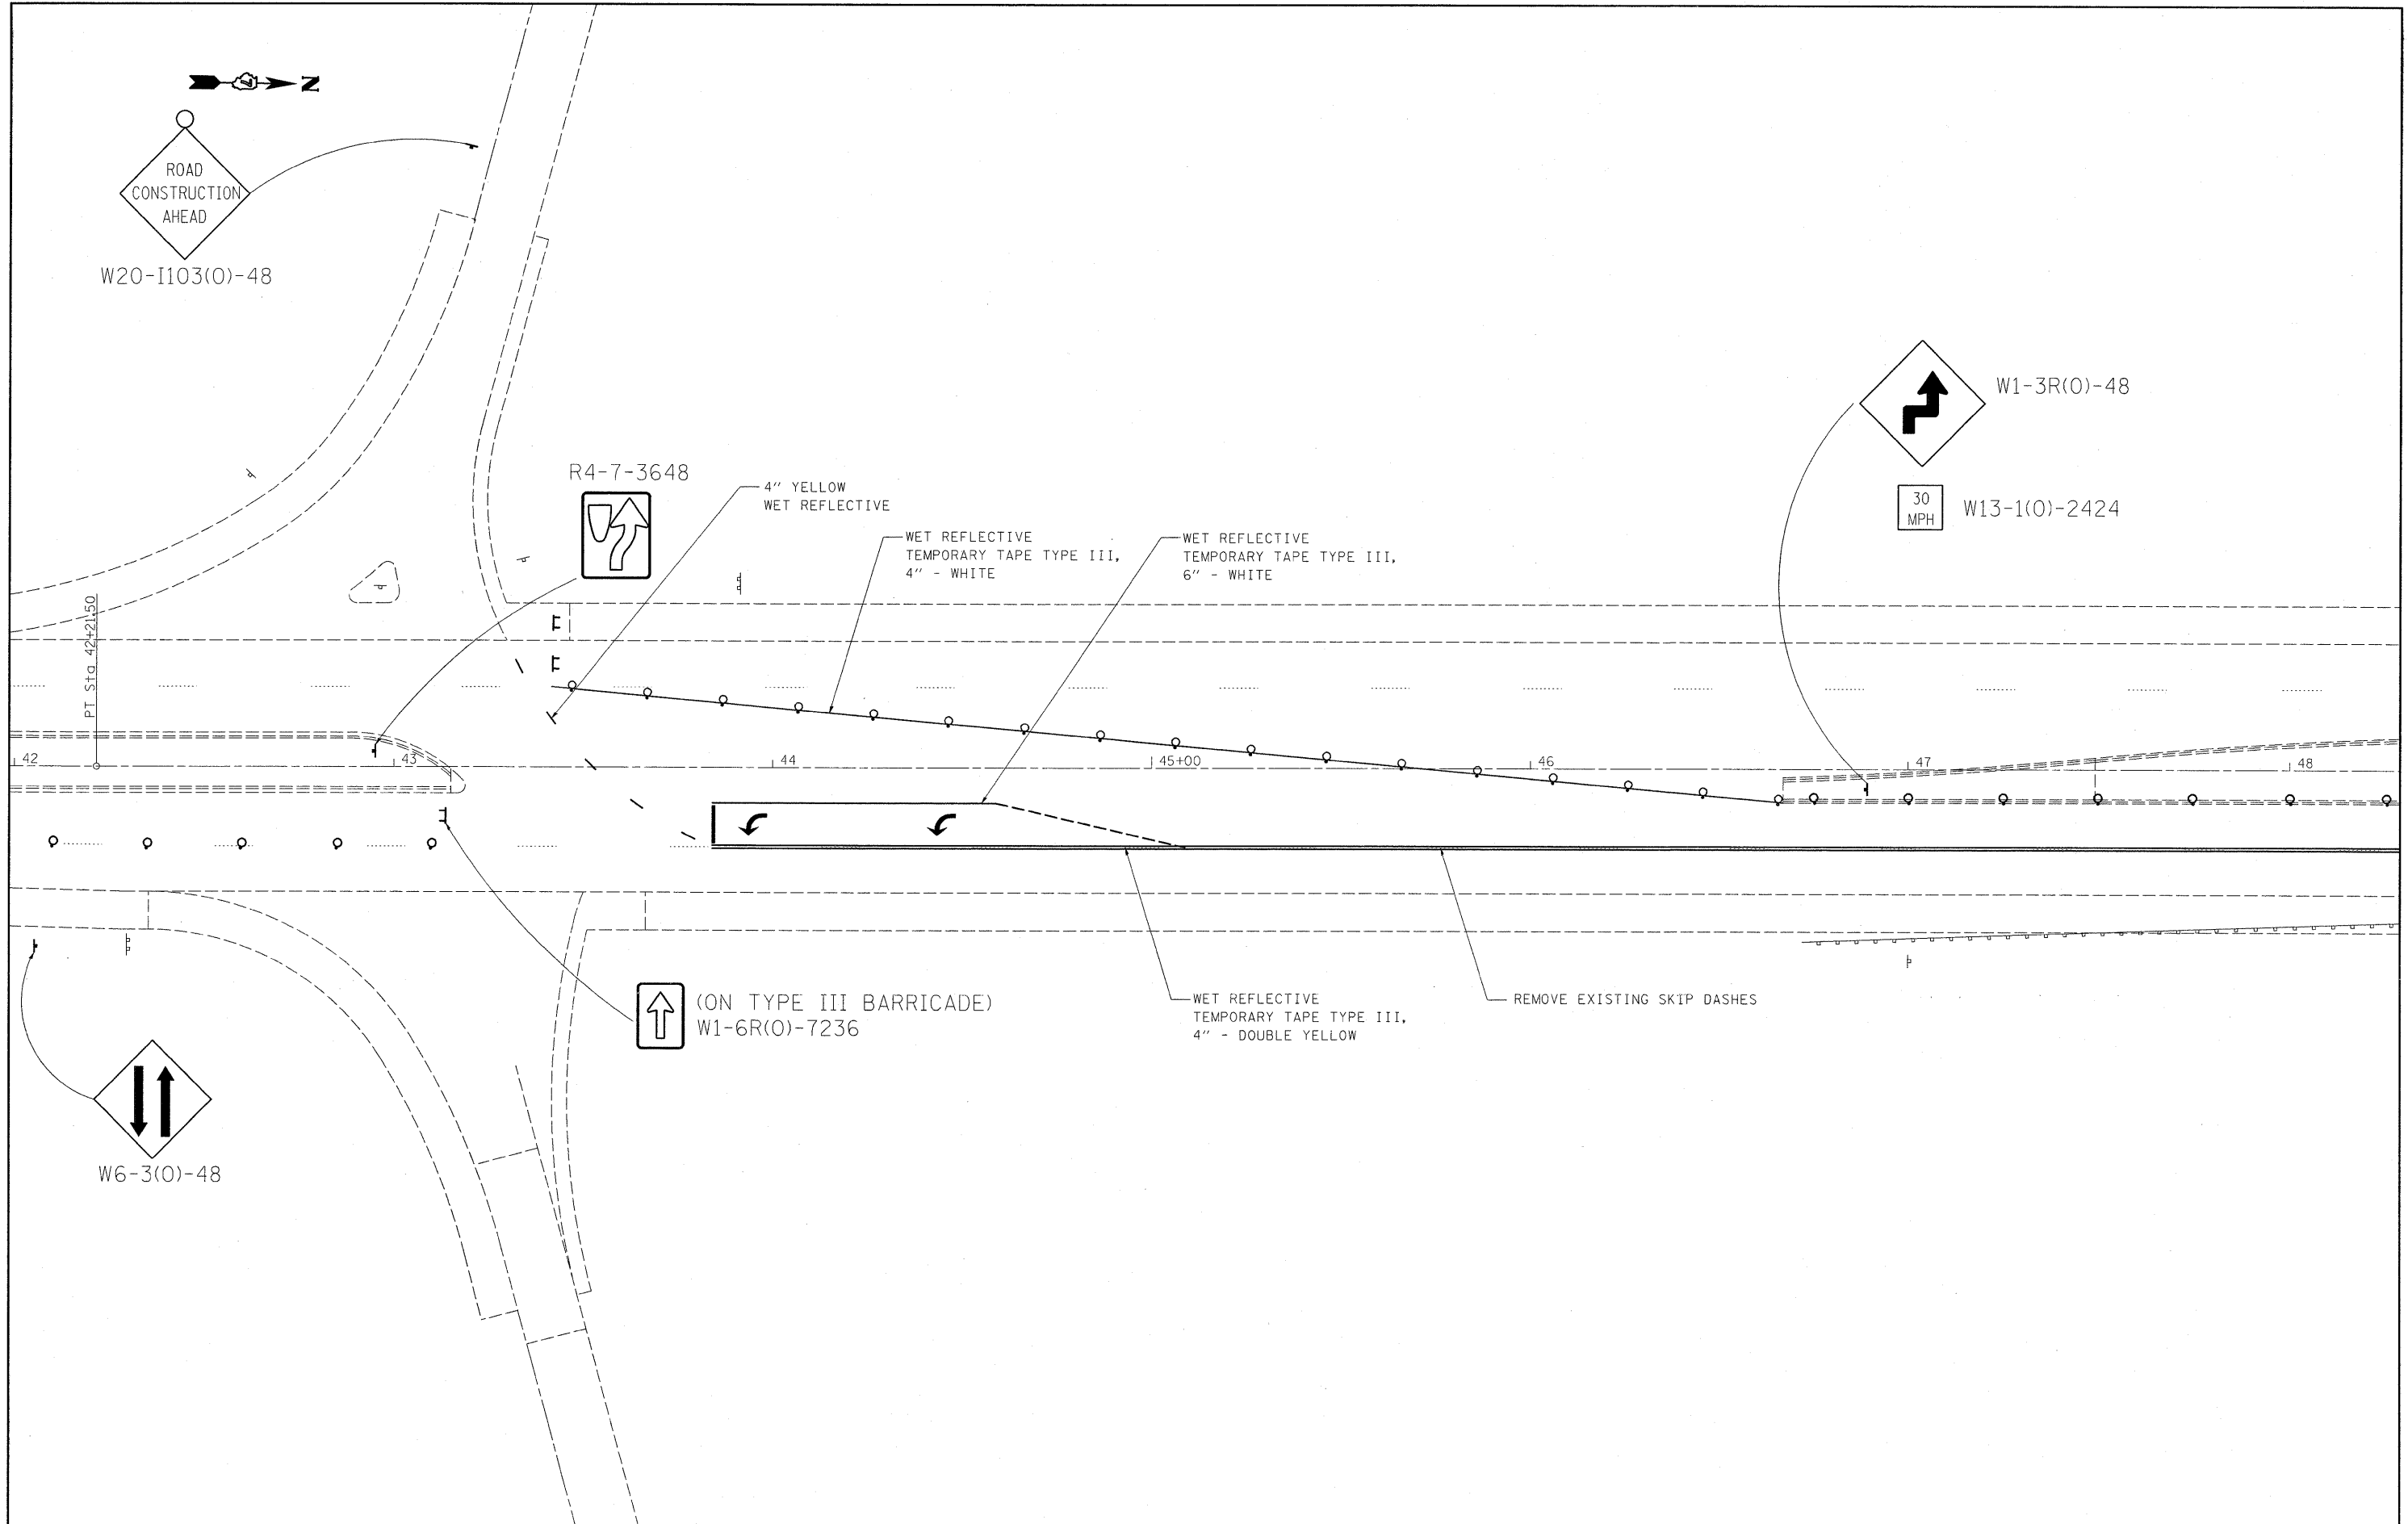 N
ROAD
CONSTRUCTION
AHEAD
W20-I103(O)-48
W1-3R(O)-48
30
MPH
W13-1(O)-2424
R4-7-3648
4" YELLOW
WET REFLECTIVE
WET REFLECTIVE
TEMPORARY TAPE TYPE III,
4" - WHITE
WET REFLECTIVE
TEMPORARY TAPE TYPE III,
6" - WHITE
PT Sta 42+21.50
42
43
44
45+00
46
47
48
(ON TYPE III BARRICADE)
W1-6R(O)-7236
WET REFLECTIVE
TEMPORARY TAPE TYPE III,
4" - DOUBLE YELLOW
REMOVE EXISTING SKIP DASHES
W6-3(O)-48